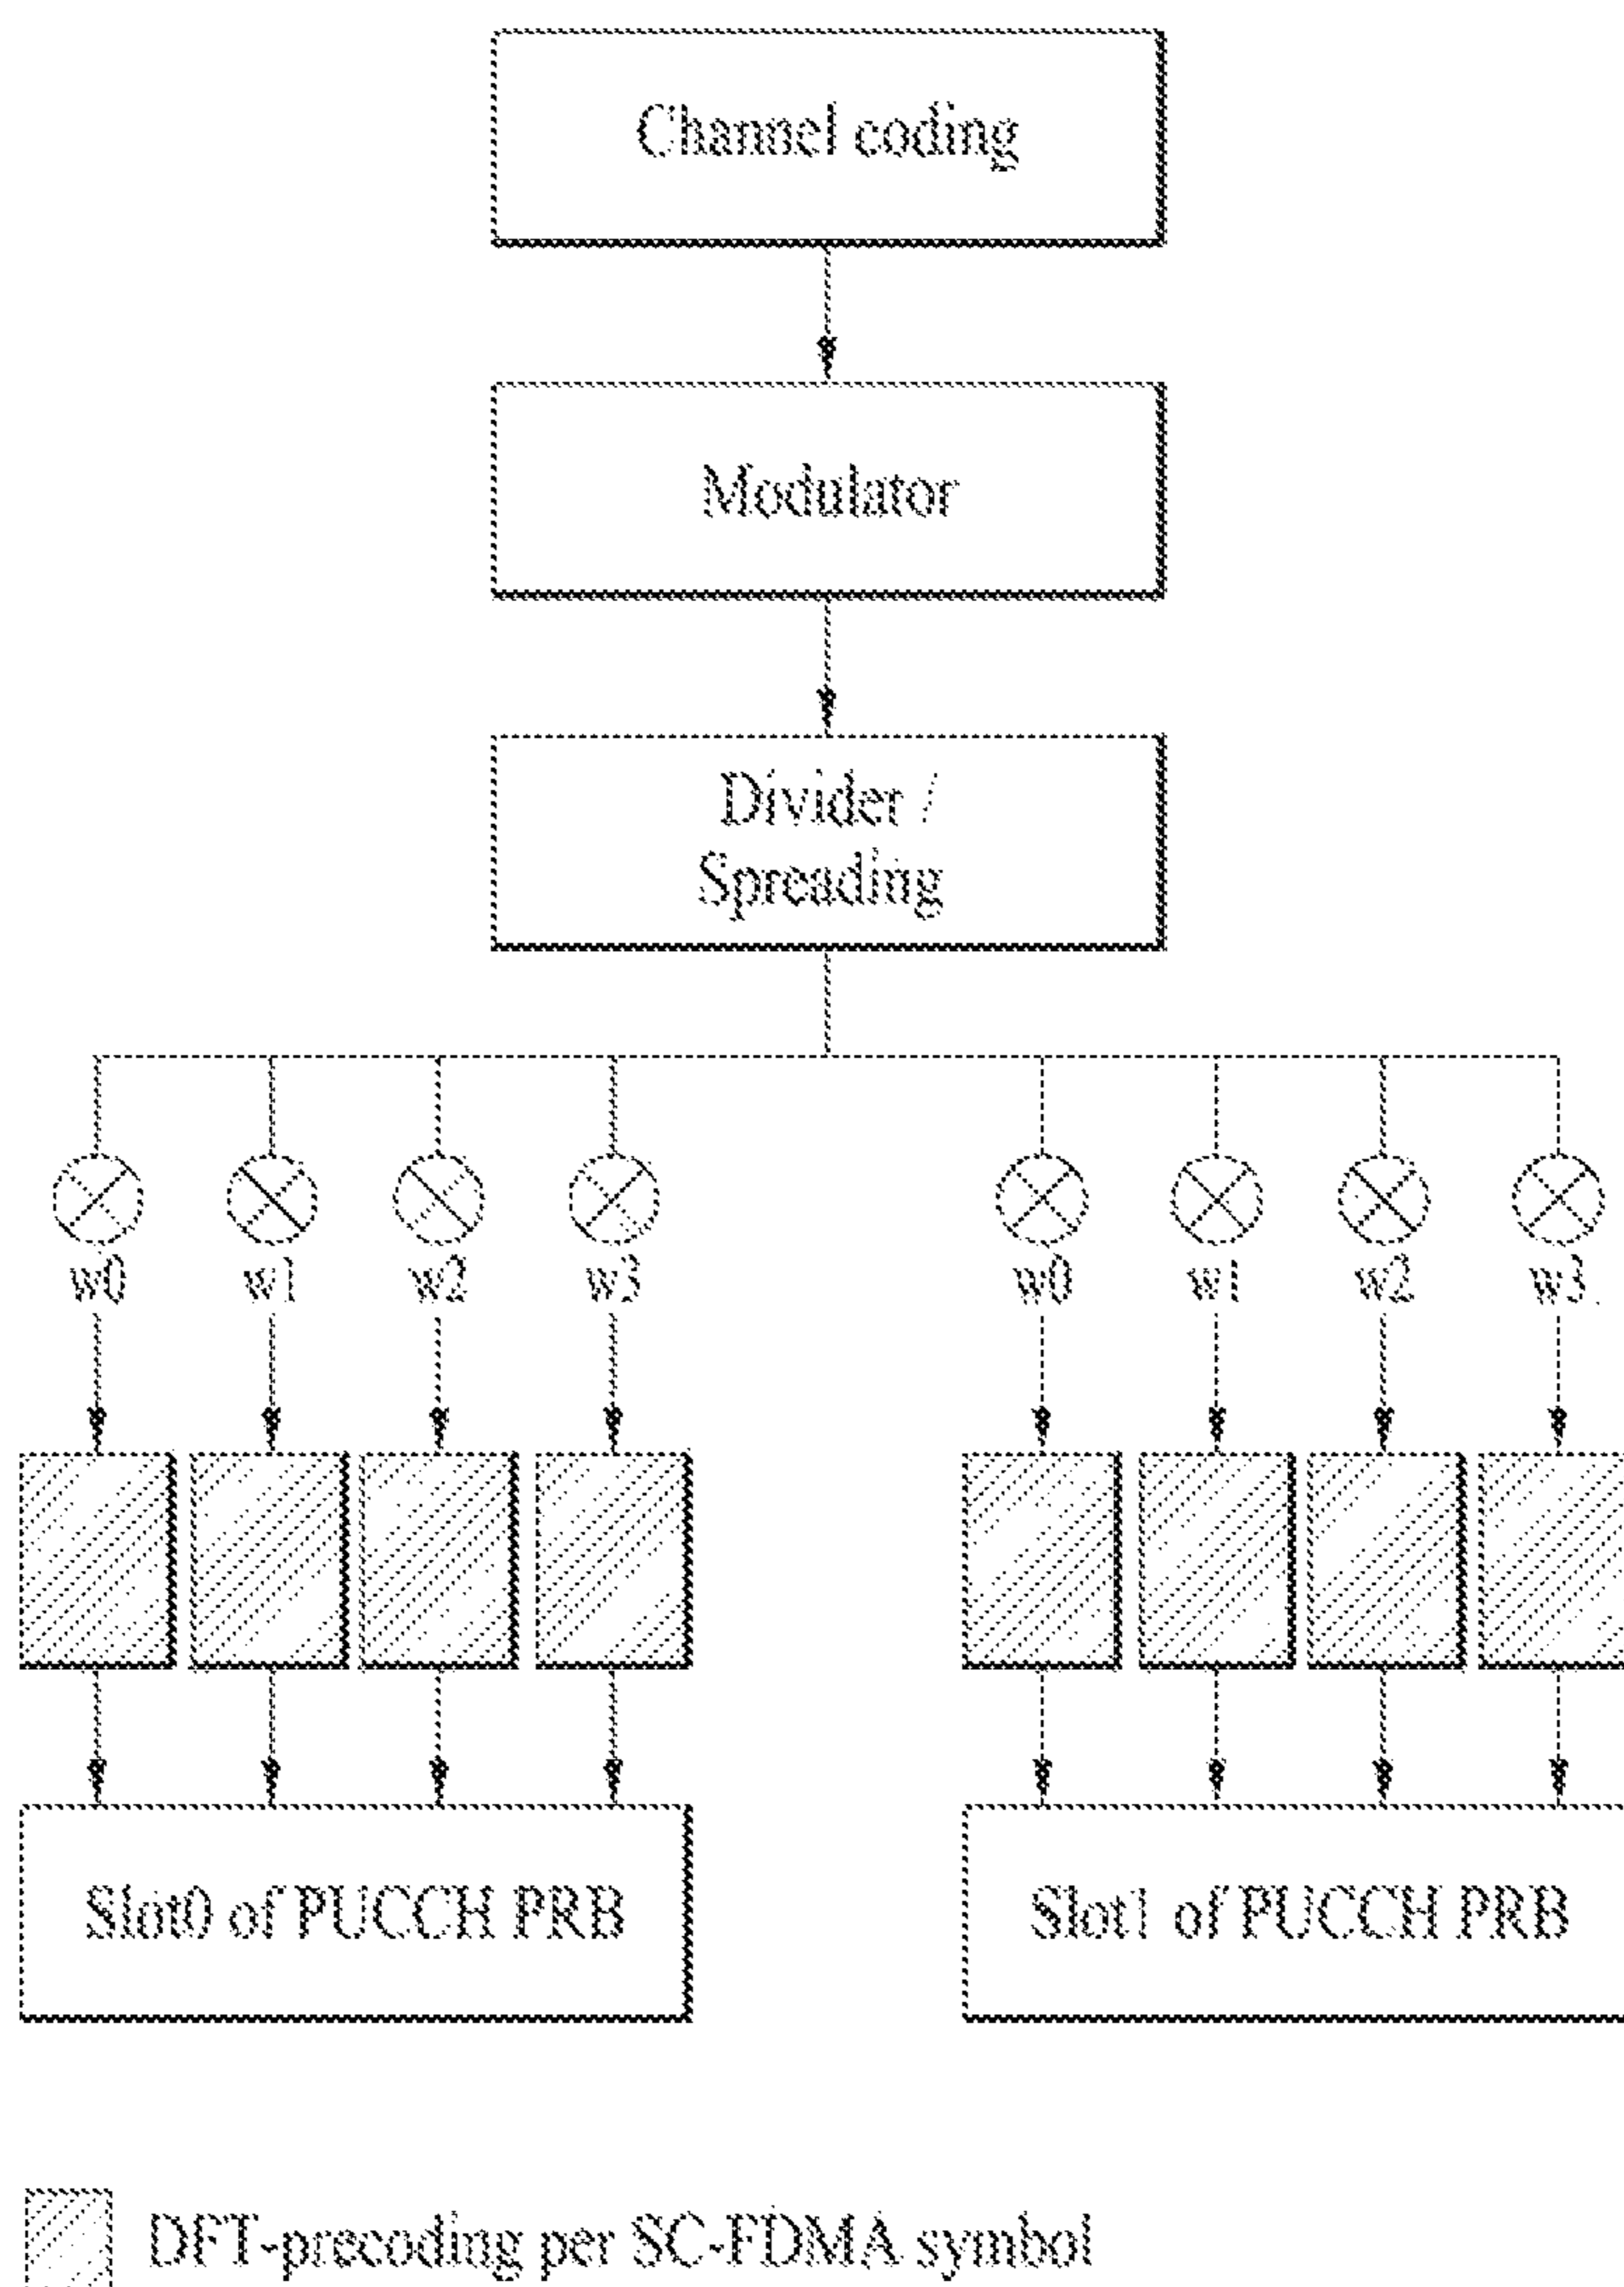 Channel coding
Modulator
Divider /
Spreading
w0 w1 w2 w3 w0 w1 w2 w3
Slot0 of PUCCH PRB Slot1 of PUCCH PRB
DFT-precoding per SC-FDMA symbol